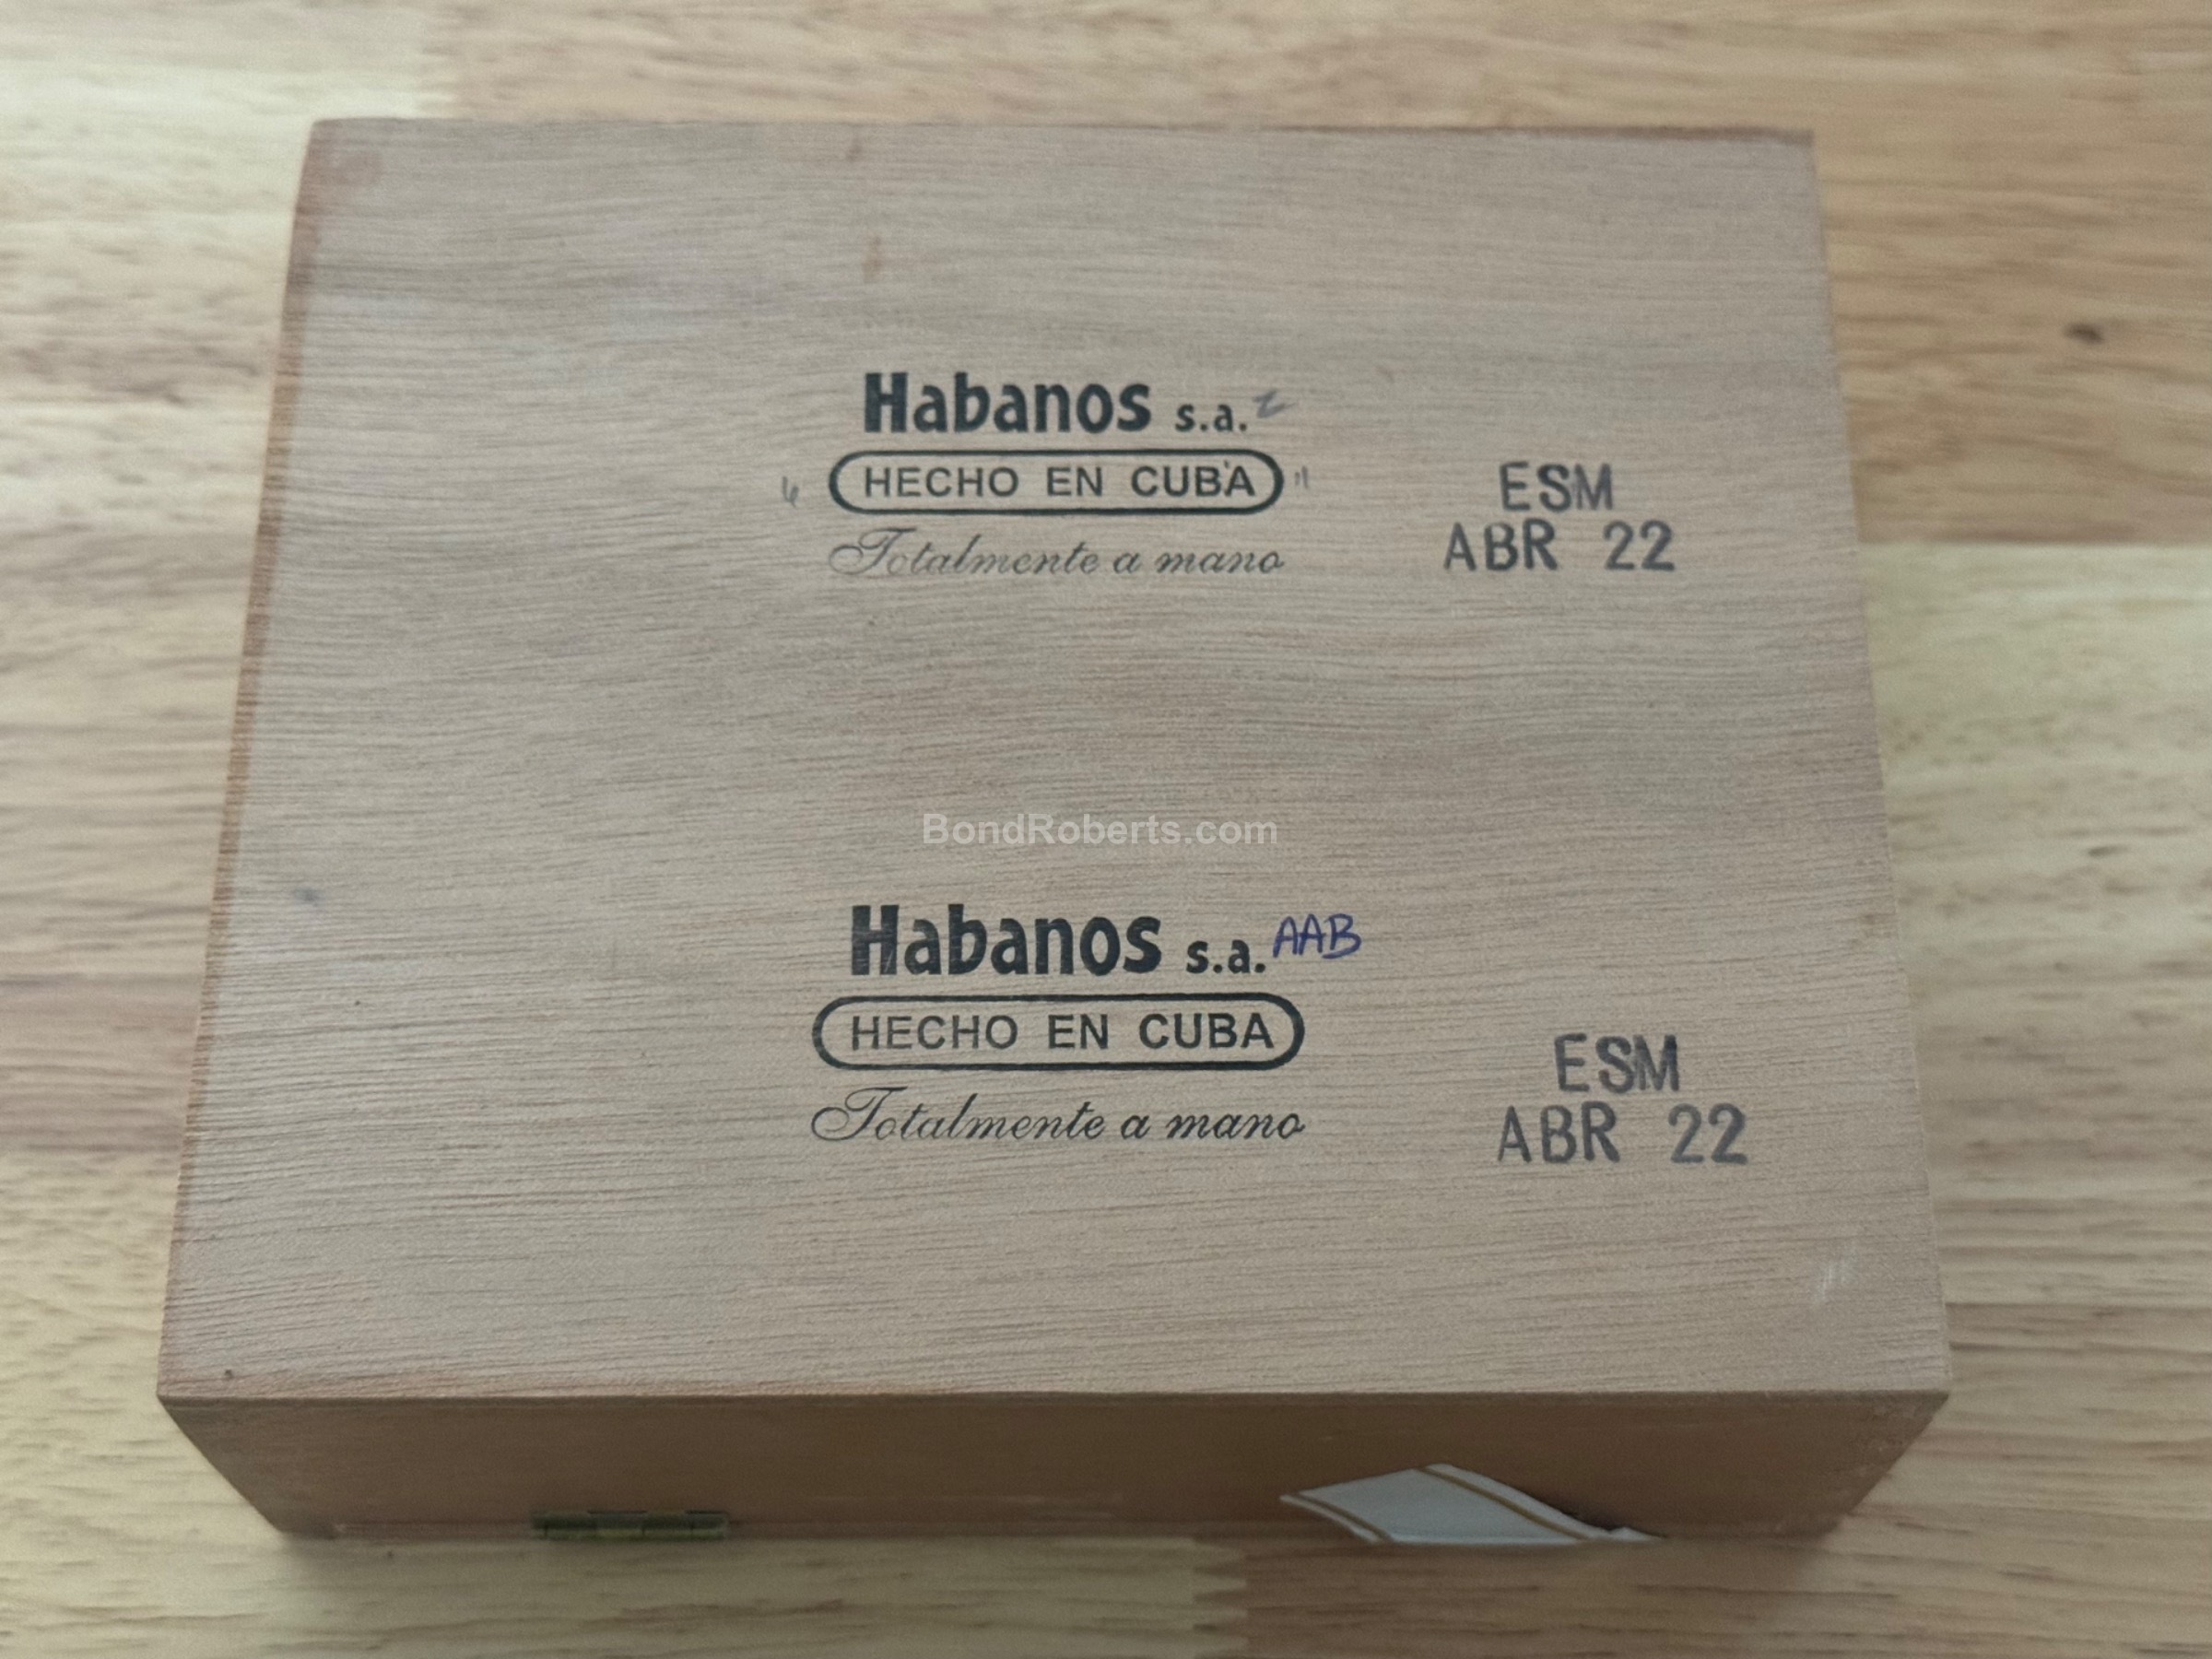 Habanos s.a.
HECHO EN CUBA
Totalmente a mano
ESM
ABR 22
BondRoberts.com
Habanos s.a. AAB
HECHO EN CUBA
Totalmente a mano
ESM
ABR 22